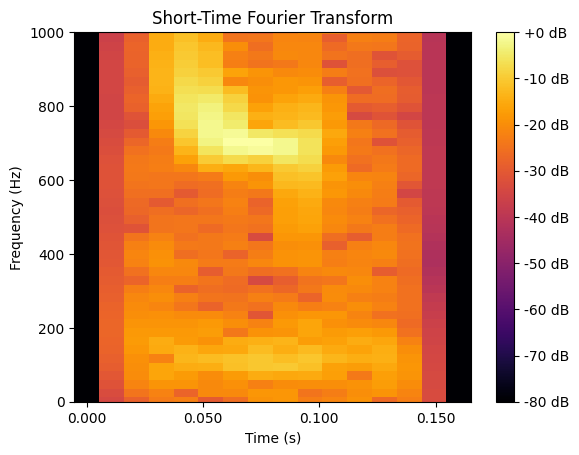 Short-Time Fourier Transform
1000
800
600
400
200
0
Frequency (Hz)
0.000
0.050
0.100
0.150
Time (s)
+0 dB
-10 dB
-20 dB
-30 dB
-40 dB
-50 dB
-60 dB
-70 dB
-80 dB